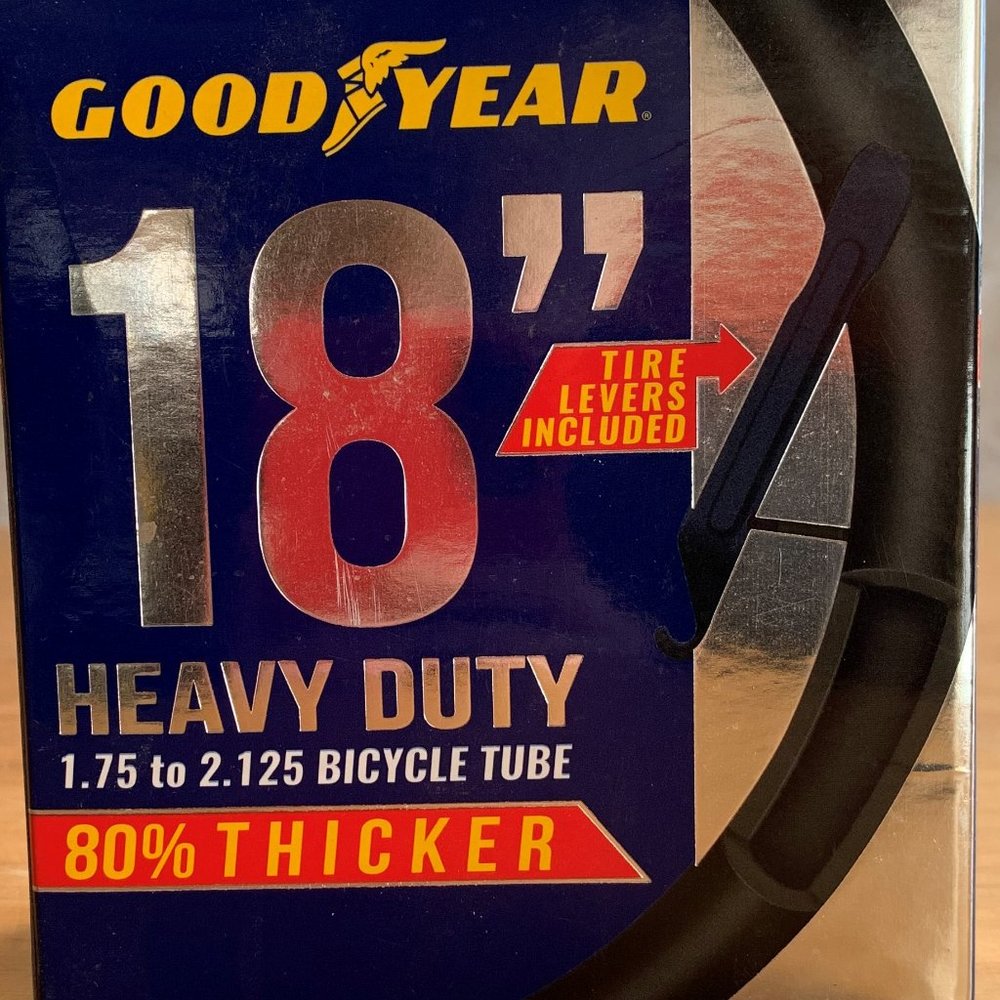 GOODYEAR®
18”
TIRE
LEVERS
INCLUDED
HEAVY DUTY
1.75 to 2.125 BICYCLE TUBE
80% THICKER